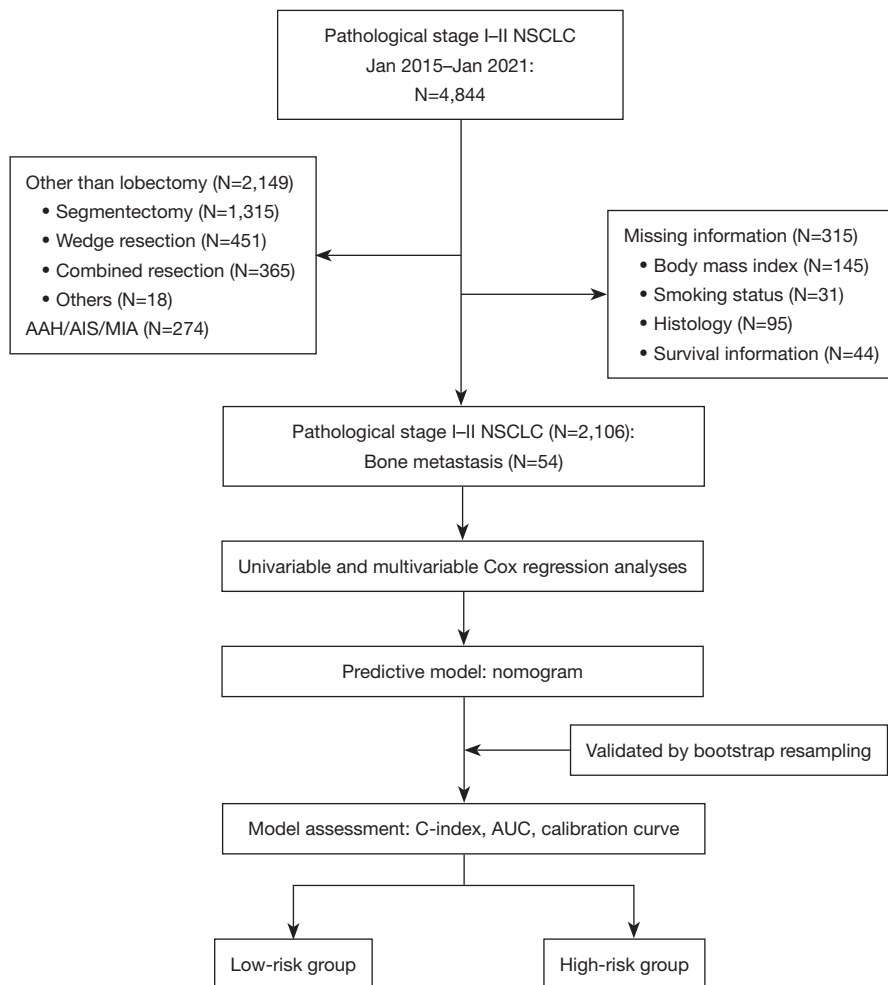 Pathological stage I–II NSCLC
Jan 2015–Jan 2021:
N=4,844
Other than lobectomy (N=2,149)
• Segmentectomy (N=1,315)
• Wedge resection (N=451)
• Combined resection (N=365)
• Others (N=18)
AAH/AIS/MIA (N=274)
Missing information (N=315)
• Body mass index (N=145)
• Smoking status (N=31)
• Histology (N=95)
• Survival information (N=44)
Pathological stage I–II NSCLC (N=2,106):
Bone metastasis (N=54)
Univariable and multivariable Cox regression analyses
Predictive model: nomogram
Validated by bootstrap resampling
Model assessment: C-index, AUC, calibration curve
Low-risk group
High-risk group